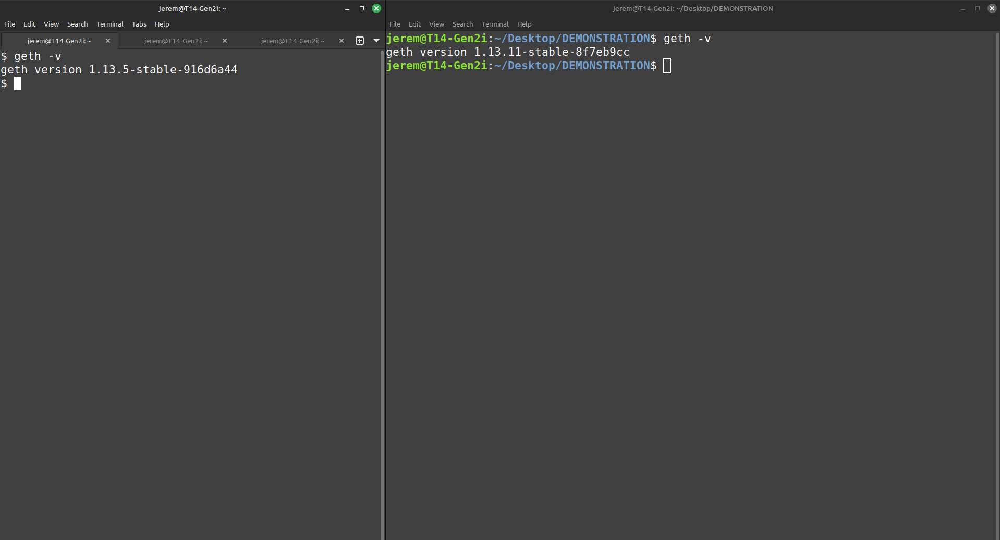 jerem@T14-Gen2i: ~
File Edit View Search Terminal Tabs Help
jerem@T14-Gen2i: ~ jerem@T14-Gen2i: ~ jerem@T14-Gen2i: ~
$ geth -v
geth version 1.13.5-stable-916d6a44
$
jerem@T14-Gen2i: ~/Desktop/DEMONSTRATION
File Edit View Search Terminal Help
jerem@T14-Gen2i:~/Desktop/DEMONSTRATION$ geth -v
geth version 1.13.11-stable-8f7eb9cc
jerem@T14-Gen2i:~/Desktop/DEMONSTRATION$